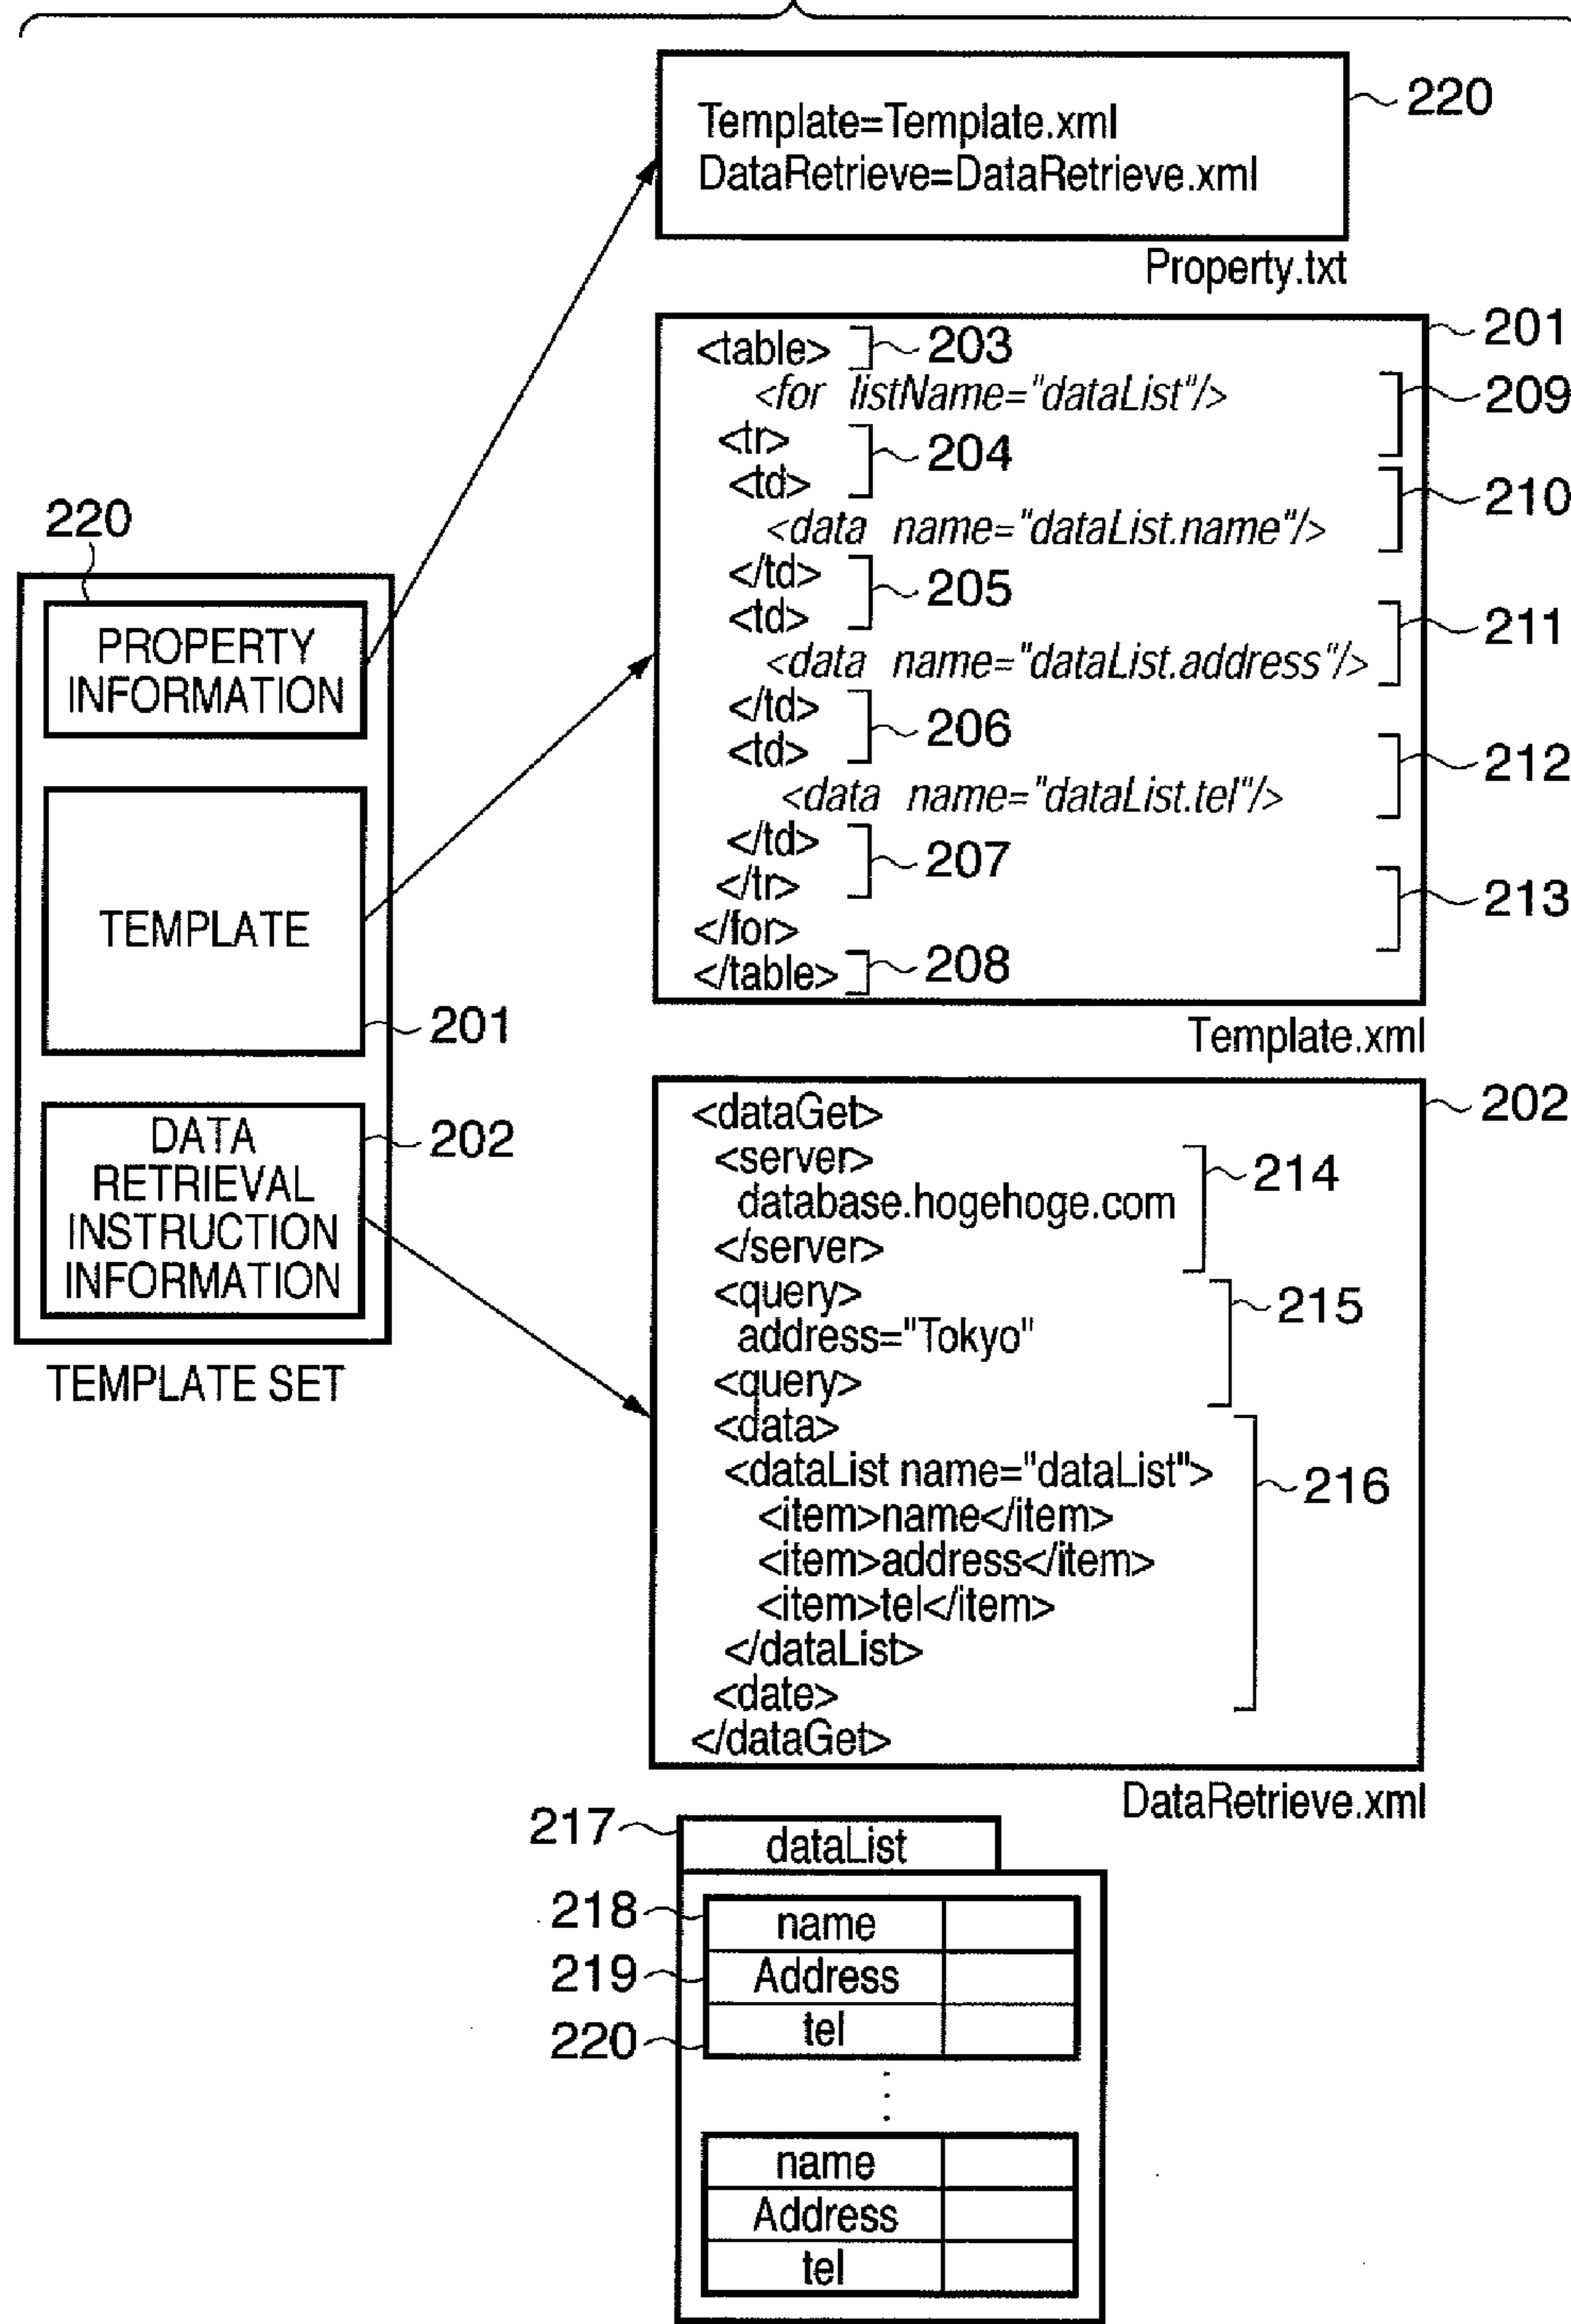 220
PROPERTY
INFORMATION
TEMPLATE
201
DATA
RETRIEVAL
INSTRUCTION
INFORMATION
202
TEMPLATE SET
Template=Template.xml
DataRetrieve=DataRetrieve.xml
220
Property.txt
201
<table> 203
<for listName="dataList"/> 209
<tr>
204
<td>
210
<data name="dataList.name"/>
</td>
205
<td>
211
<data name="dataList.address"/>
</td>
206
<td>
212
<data name="dataList.tel"/>
</td>
207
</tr>
213
</for>
</table> 208
Template.xml
202
<dataGet>
<server>
214
database.hogehoge.com
</server>
<query>
215
address="Tokyo"
<query>
<data>
<dataList name="dataList">
216
<item>name</item>
<item>address</item>
<item>tel</item>
</dataList>
<date>
</dataGet>
DataRetrieve.xml
217 dataList
218 name
219 Address
220 tel
name
Address
tel